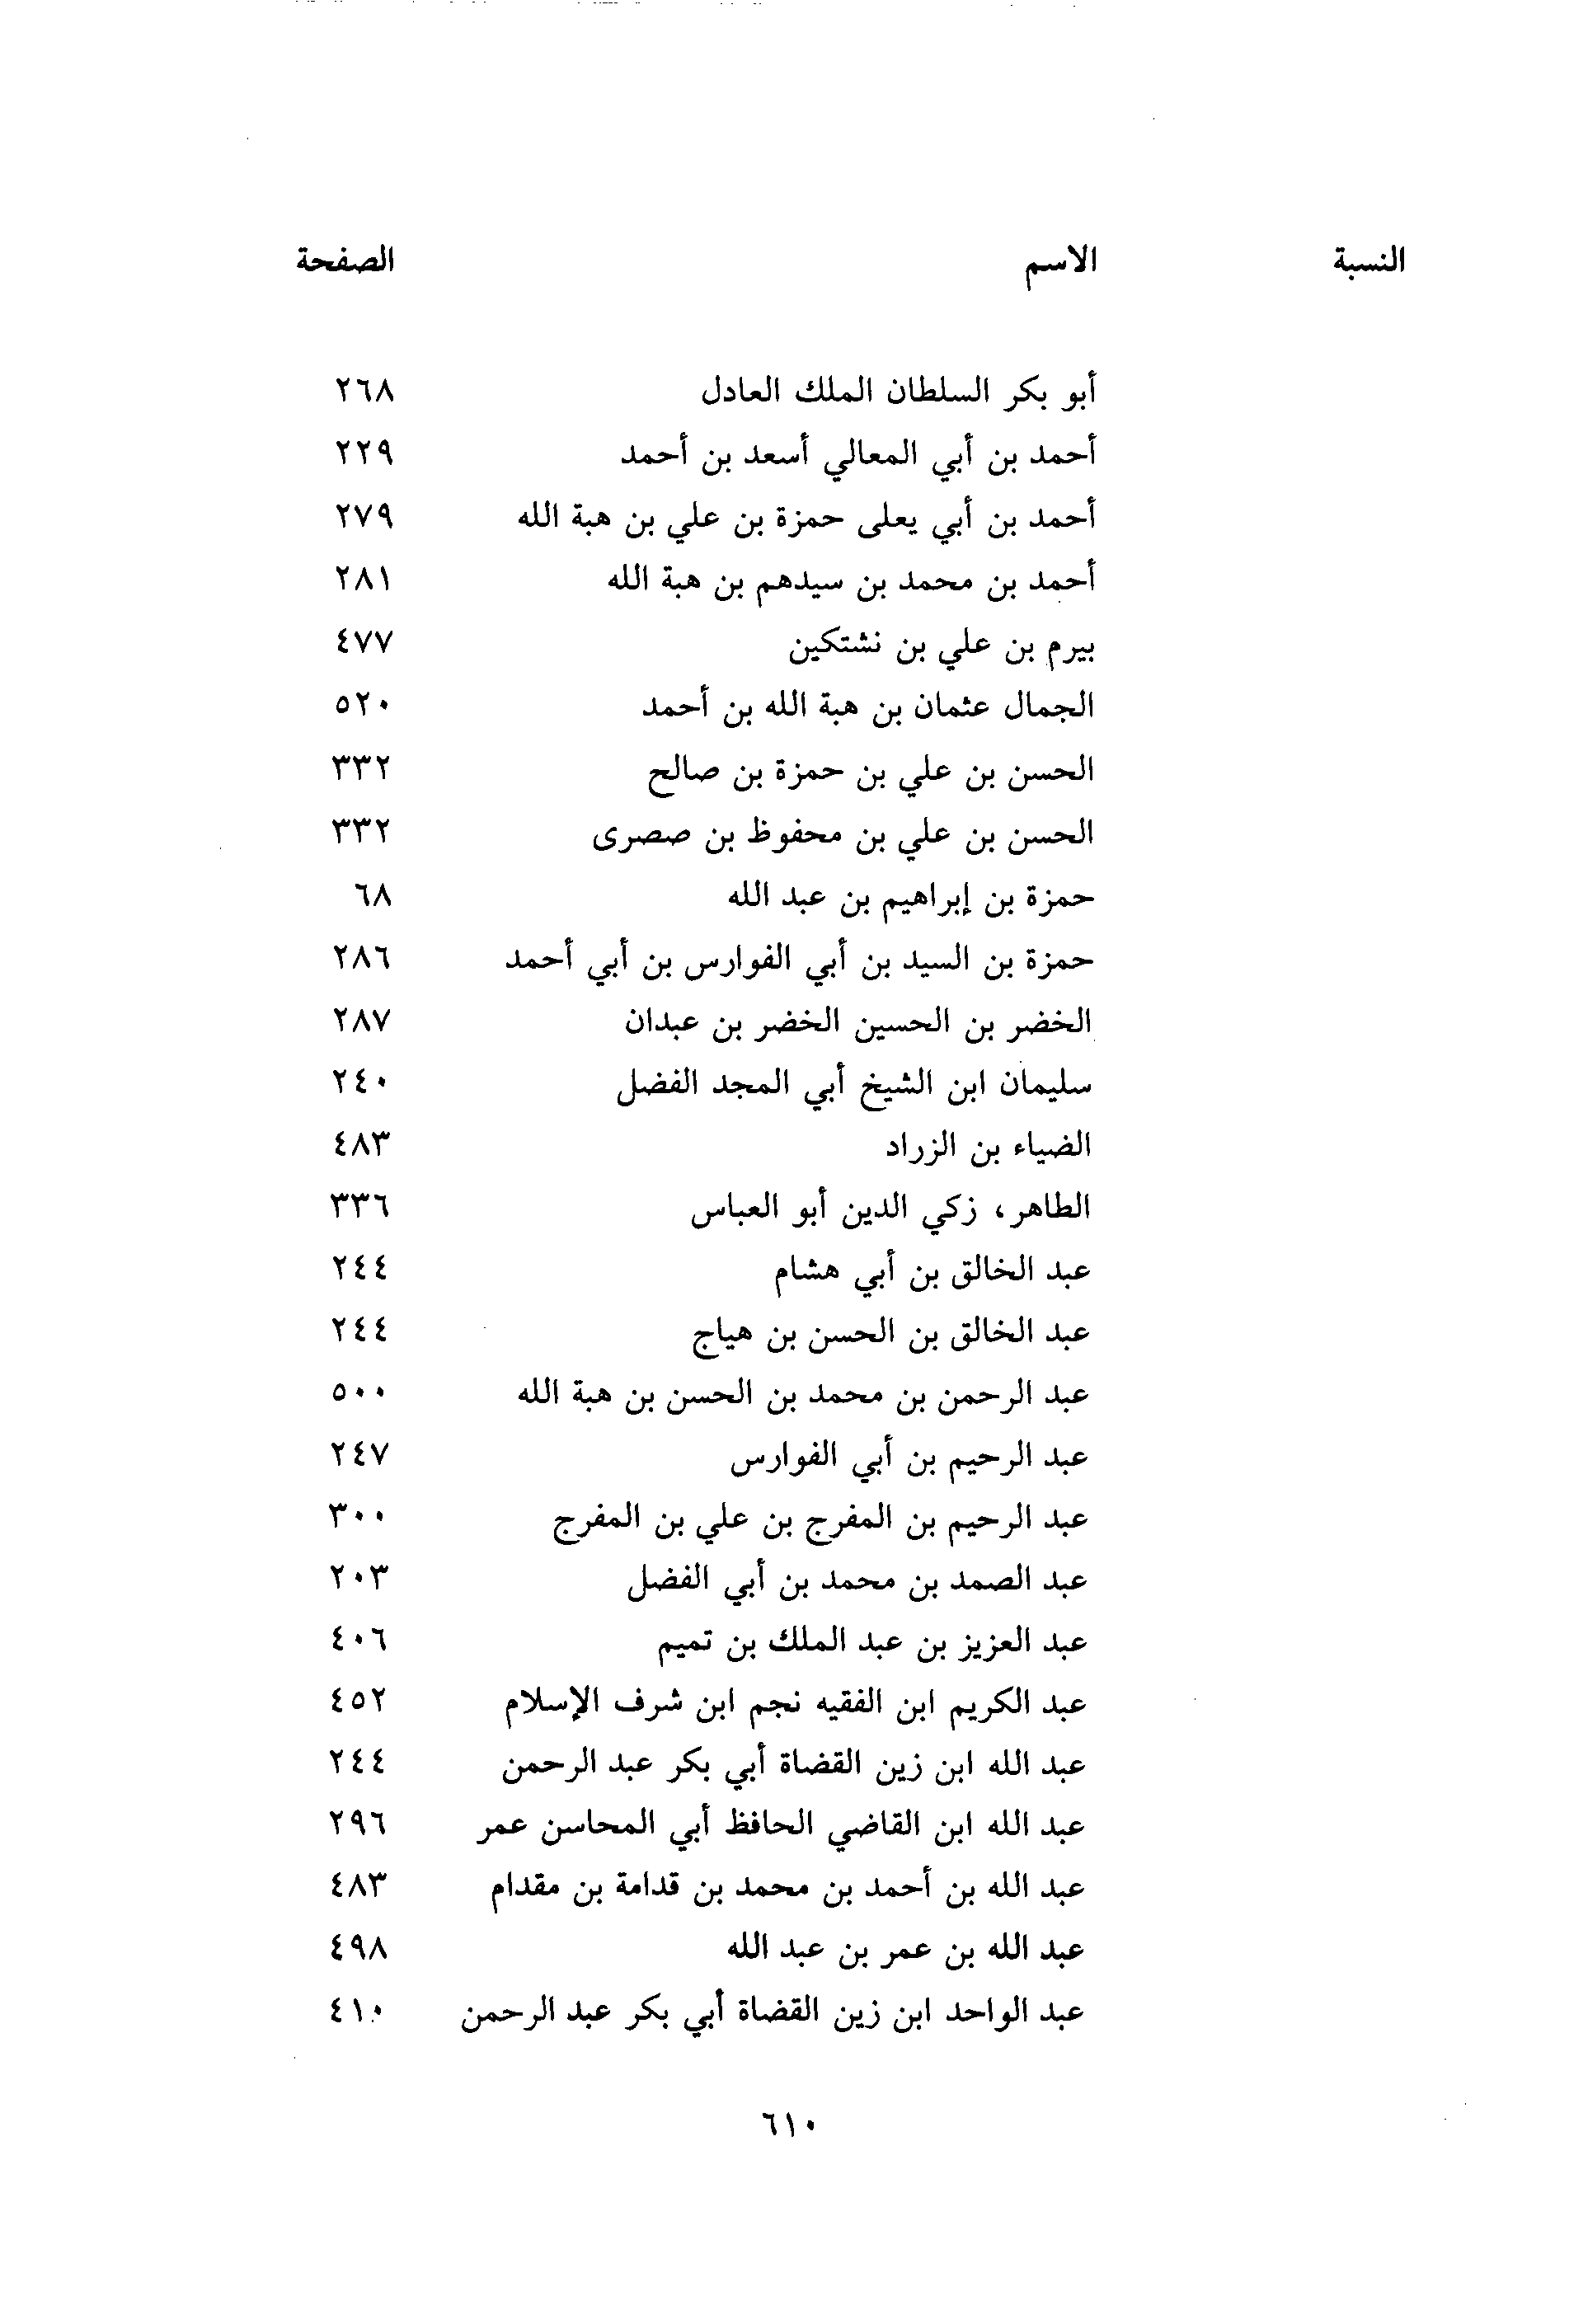 النسبة الاسم الصفحة
أبو بكر السلطان الملك العادل ٢٦٨
أحمد بن أبي المعالي أسعد بن أحمد ٢٢٩
أحمد بن أبي يعلى حمزة بن علي بن هبة الله ٢٧٩
أحمد بن محمد بن سيدهم بن هبة الله ٢٨١
بيرم بن علي بن نشتكين ٤٧٧
الجمال عثمان بن هبة الله بن أحمد ٥٢٠
الحسن بن علي بن حمزة بن صالح ٣٣٢
الحسن بن علي بن محفوظ بن صصرى ٣٣٢
حمزة بن إبراهيم بن عبد الله ٦٨
حمزة بن السيد بن أبي الفوارس بن أبي أحمد ٢٨٦
الخضر بن الحسين الخضر بن عبدان ٢٨٧
سليمان ابن الشيخ أبي المجد الفضل ٢٤٠
الضياء بن الزراد ٤٨٣
الطاهر، زكي الدين أبو العباس ٣٣٦
عبد الخالق بن أبي هشام ٢٤٤
عبد الخالق بن الحسن بن هياج ٢٤٤
عبد الرحمن بن محمد بن الحسن بن هبة الله ٥٠٠
عبد الرحيم بن أبي الفوارس ٢٤٧
عبد الرحيم بن المفرج بن علي بن المفرج ٣٠٠
عبد الصمد بن محمد بن أبي الفضل ٢٠٣
عبد العزيز بن عبد الملك بن تميم ٤٠٦
عبد الكريم ابن الفقيه نجم ابن شرف الإسلام ٤٥٢
عبد الله ابن زين القضاة أبي بكر عبد الرحمن ٢٤٤
عبد الله ابن القاضي الحافظ أبي المحاسن عمر ٢٩٦
عبد الله بن أحمد بن محمد بن قدامة بن مقدام ٤٨٣
عبد الله بن عمر بن عبد الله ٤٩٨
عبد الواحد ابن زين القضاة أبي بكر عبد الرحمن ٤١٠
٦١٠